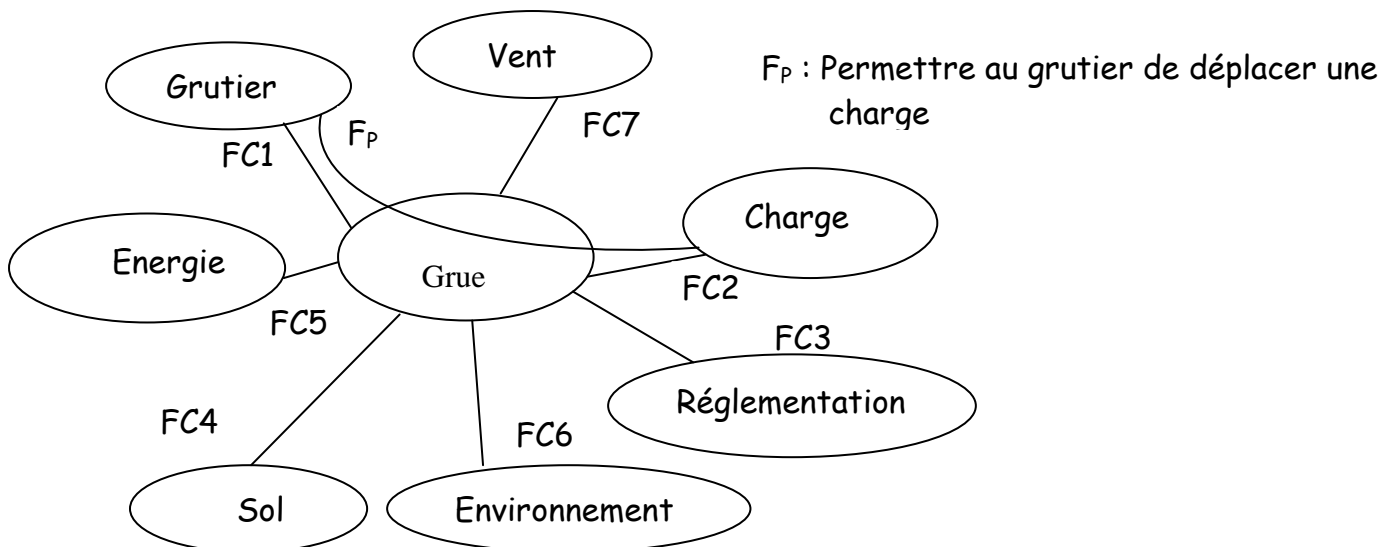 Vent
Grutier
FP : Permettre au grutier de déplacer une
charge
FC7
FP
FC1
Charge
Energie
Grue
FC2
FC5
FC3
Réglementation
FC4
FC6
Sol
Environnement